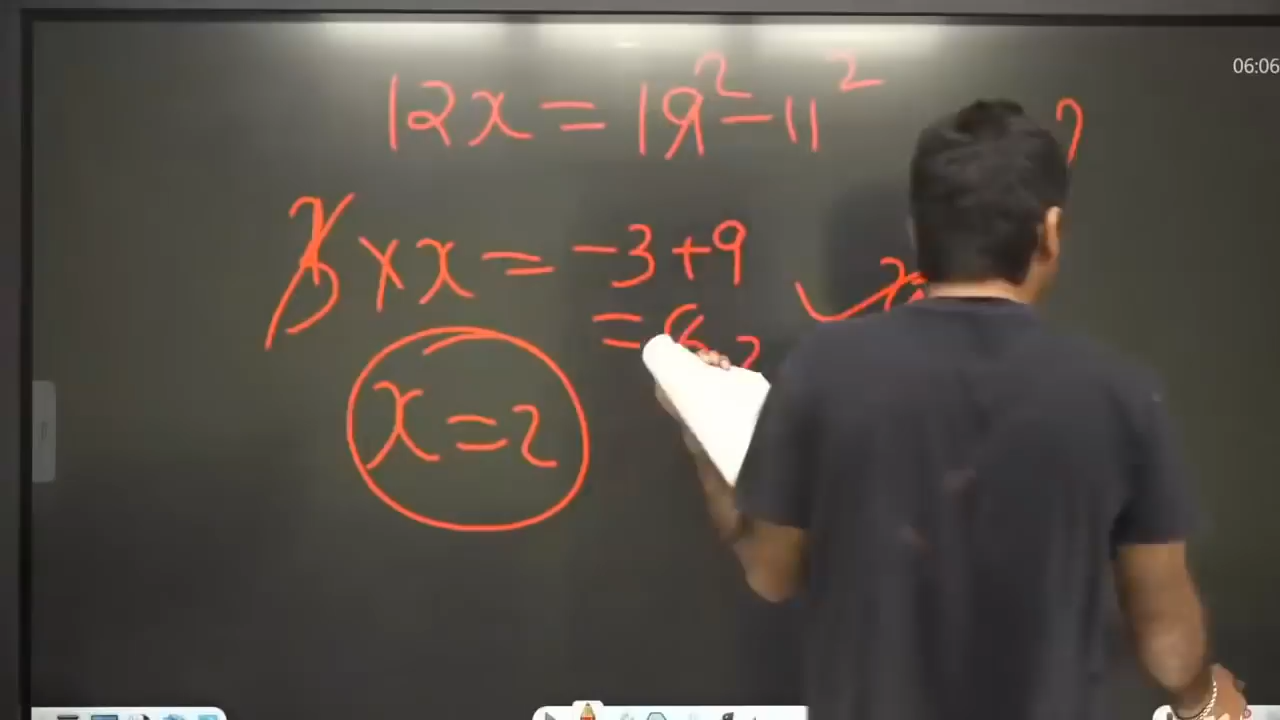 06:06
12x = 19² - 11²
3 × x = -3 + 9
= 6
x = 2